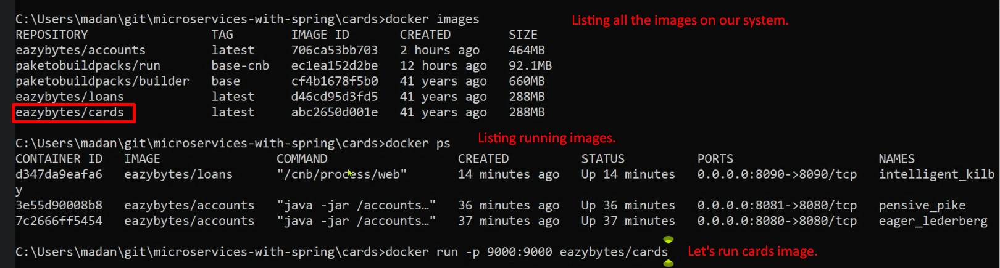 C:\Users\madan\git\microservices-with-spring\cards>docker images Listing all the images on our system.
REPOSITORY TAG IMAGE ID CREATED SIZE
eazybytes/accounts latest 706ca53bb703 2 hours ago 464MB
paketobuildpacks/run base-cnb ec1ea152d2be 12 hours ago 92.1MB
paketobuildpacks/builder base cf4b1678f5b0 41 years ago 660MB
eazybytes/loans latest d46cd95d3fd5 41 years ago 288MB
eazybytes/cards latest abc2650d001e 41 years ago 288MB
Listing running images.
C:\Users\madan\git\microservices-with-spring\cards>docker ps
CONTAINER ID IMAGE COMMAND CREATED STATUS PORTS NAMES
d347da9eafa6 eazybytes/loans "/cnb/process/web" 14 minutes ago Up 14 minutes 0.0.0.0:8090->8090/tcp intelligent_kilb
y
3e55d90008b8 eazybytes/accounts "java -jar /accounts…" 36 minutes ago Up 36 minutes 0.0.0.0:8081->8080/tcp pensive_pike
7c2666ff5454 eazybytes/accounts "java -jar /accounts…" 37 minutes ago Up 37 minutes 0.0.0.0:8080->8080/tcp eager_lederberg
C:\Users\madan\git\microservices-with-spring\cards>docker run -p 9000:9000 eazybytes/cards Let's run cards image.